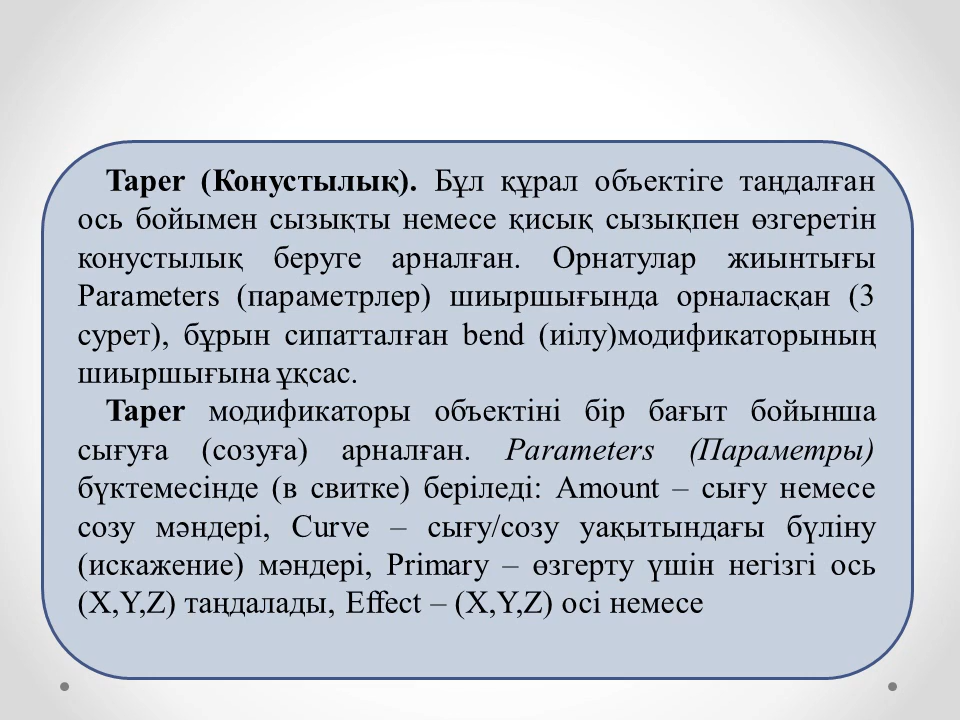 Taper (Конустылық). Бұл құрал объектіге таңдалған
ось бойымен сызықты немесе қисық сызықпен өзгеретін
конустылық беруге арналған. Орнатулар жиынтығы
Parameters (параметрлер) шиыршығында орналасқан (3
сурет), бұрын сипатталған bend (иілу)модификаторының
шиыршығына ұқсас.
Taper модификаторы объектіні бір бағыт бойынша
сығуға (созуға) арналған. Parameters (Параметры)
бүктемесінде (в свитке) беріледі: Amount – сығу немесе
созу мәндері, Curve – сығу/созу уақытындағы бүліну
(искажение) мәндері, Primary – өзгерту үшін негізгі ось
(X,Y,Z) таңдалады, Effect – (X,Y,Z) осі немесе